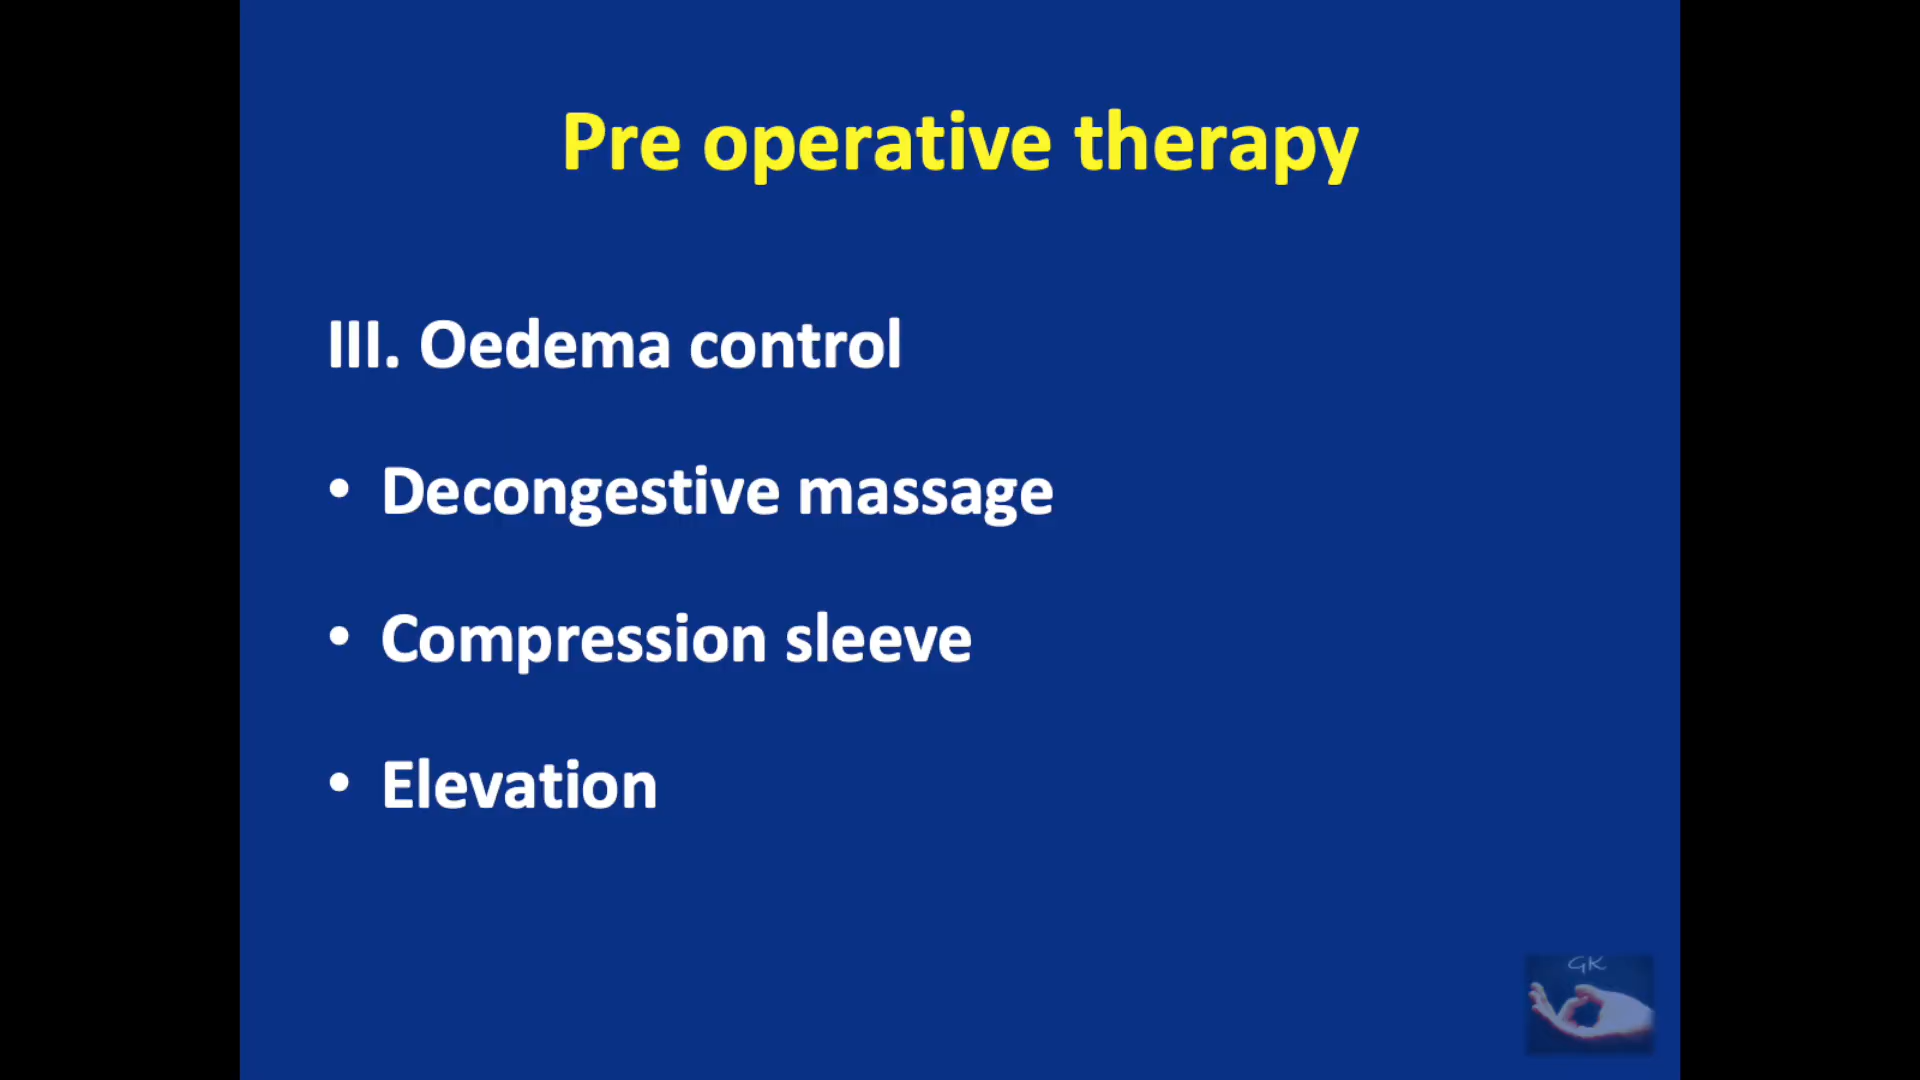 Pre operative therapy
III. Oedema control
• Decongestive massage
• Compression sleeve
• Elevation
GK